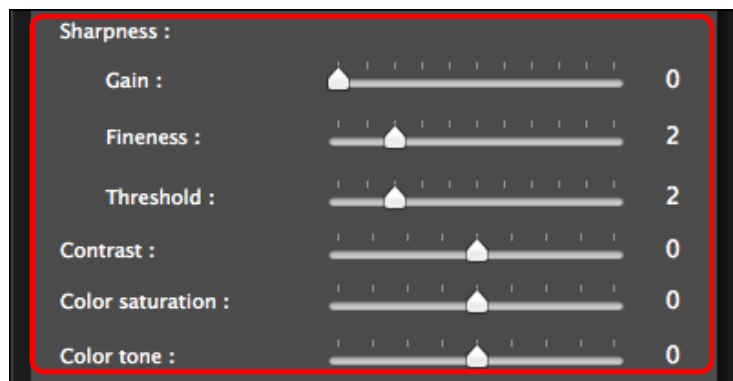 Sharpness :
Gain : 0
Fineness : 2
Threshold : 2
Contrast : 0
Color saturation : 0
Color tone : 0